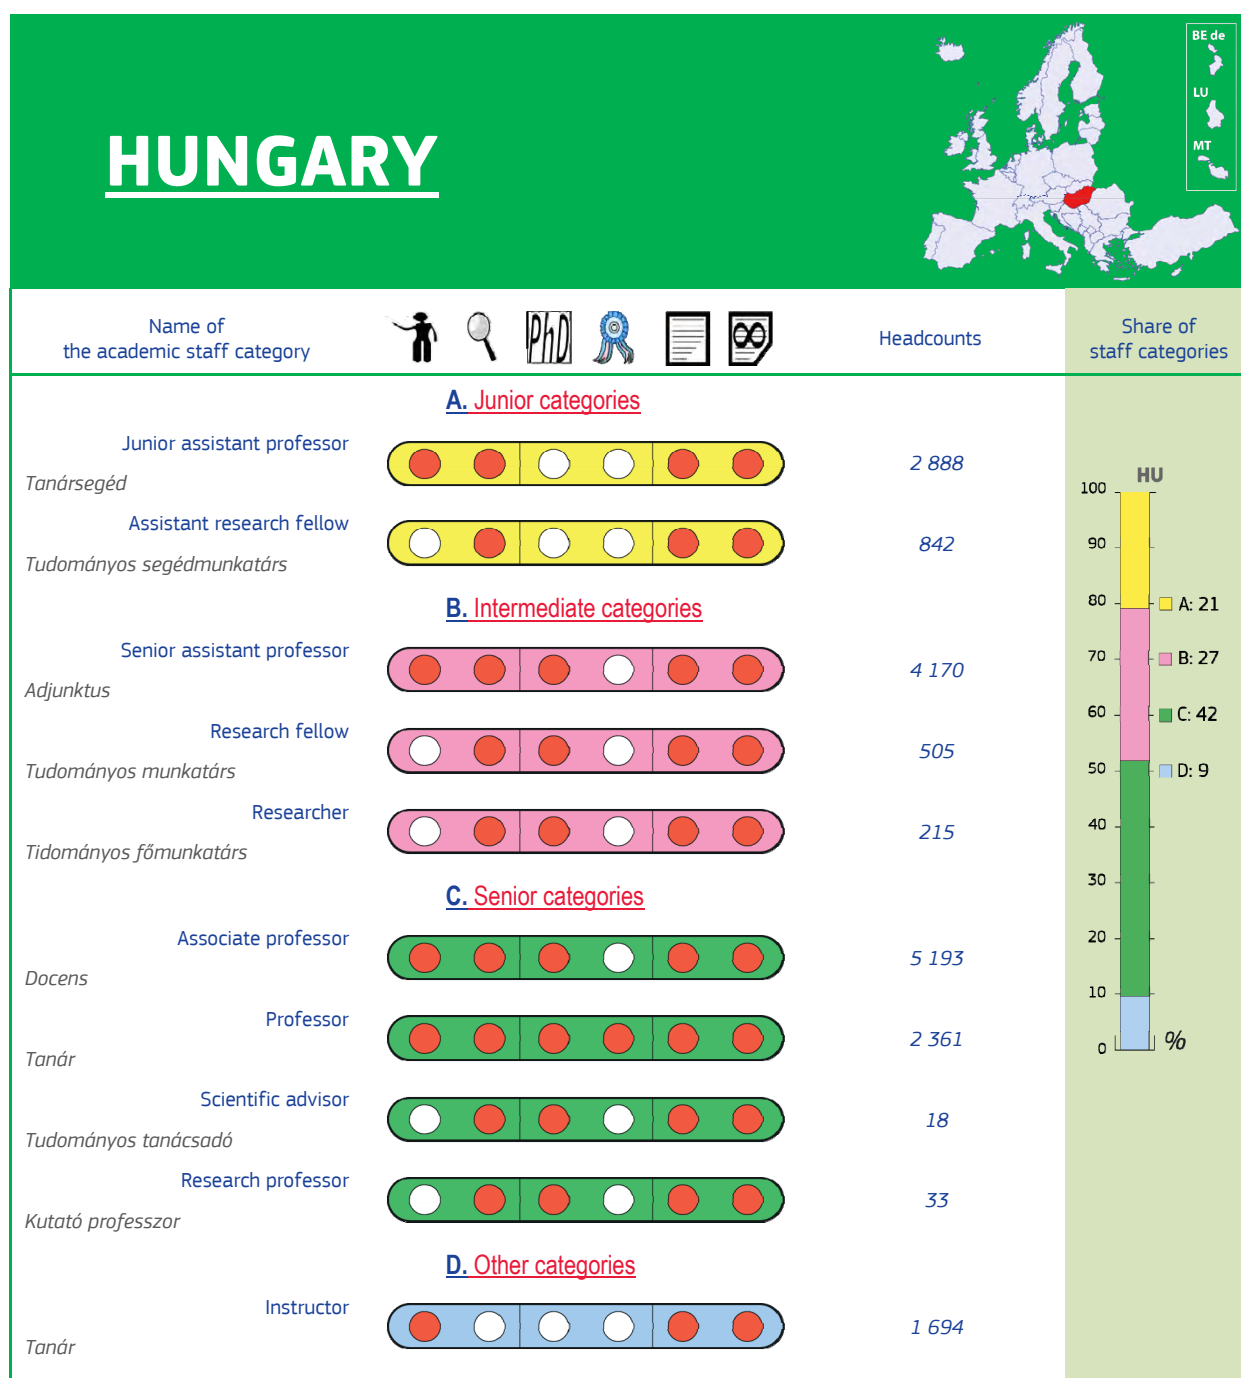 HUNGARY
BE de
LU
MT
Name of
the academic staff category
PhD
Headcounts
Share of
staff categories
A. Junior categories
Junior assistant professor
Tanársegéd
2 888
Assistant research fellow
Tudományos segédmunkatárs
842
B. Intermediate categories
Senior assistant professor
Adjunktus
4 170
Research fellow
Tudományos munkatárs
505
Researcher
Tidományos főmunkatárs
215
C. Senior categories
Associate professor
Docens
5 193
Professor
Tanár
2 361
Scientific advisor
Tudományos tanácsadó
18
Research professor
Kutató professzor
33
D. Other categories
Instructor
Tanár
1 694
HU
100
90
80
A: 21
70
B: 27
60
C: 42
50
D: 9
40
30
20
10
0
%